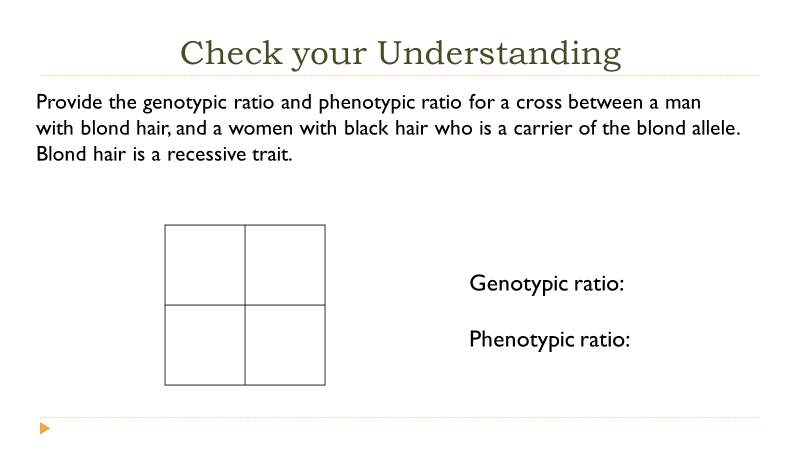 Check your Understanding
Provide the genotypic ratio and phenotypic ratio for a cross between a man
with blond hair, and a women with black hair who is a carrier of the blond allele.
Blond hair is a recessive trait.
Genotypic ratio:
Phenotypic ratio: